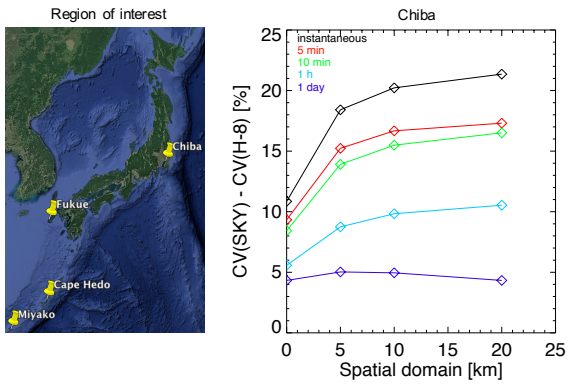 Region of interest
Chiba
Fukue
Cape Hedo
Miyako
Chiba
instantaneous
5 min
10 min
1 h
1 day
CV(SKY) - CV(H-8) [%]
25
20
15
10
5
0
0 5 10 15 20 25
Spatial domain [km]